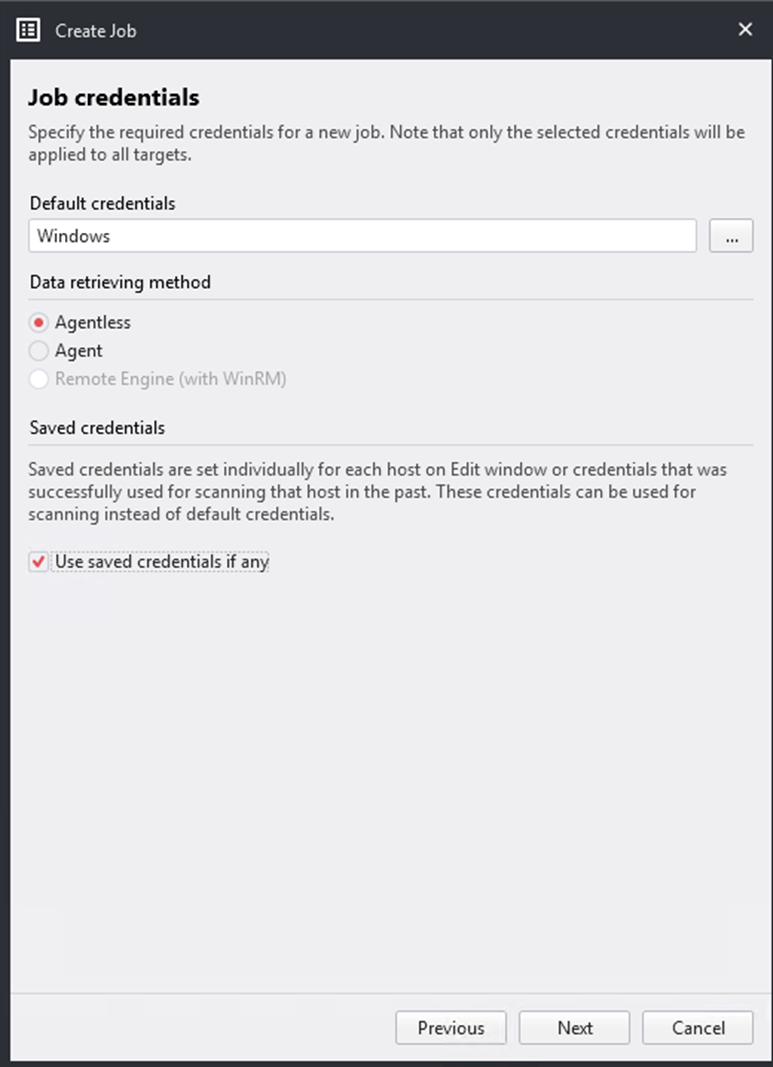 Create Job
Job credentials
Specify the required credentials for a new job. Note that only the selected credentials will be
applied to all targets.
Default credentials
Windows
...
Data retrieving method
Agentless
Agent
Remote Engine (with WinRM)
Saved credentials
Saved credentials are set individually for each host on Edit window or credentials that was
successfully used for scanning that host in the past. These credentials can be used for
scanning instead of default credentials.
Use saved credentials if any
Previous
Next
Cancel